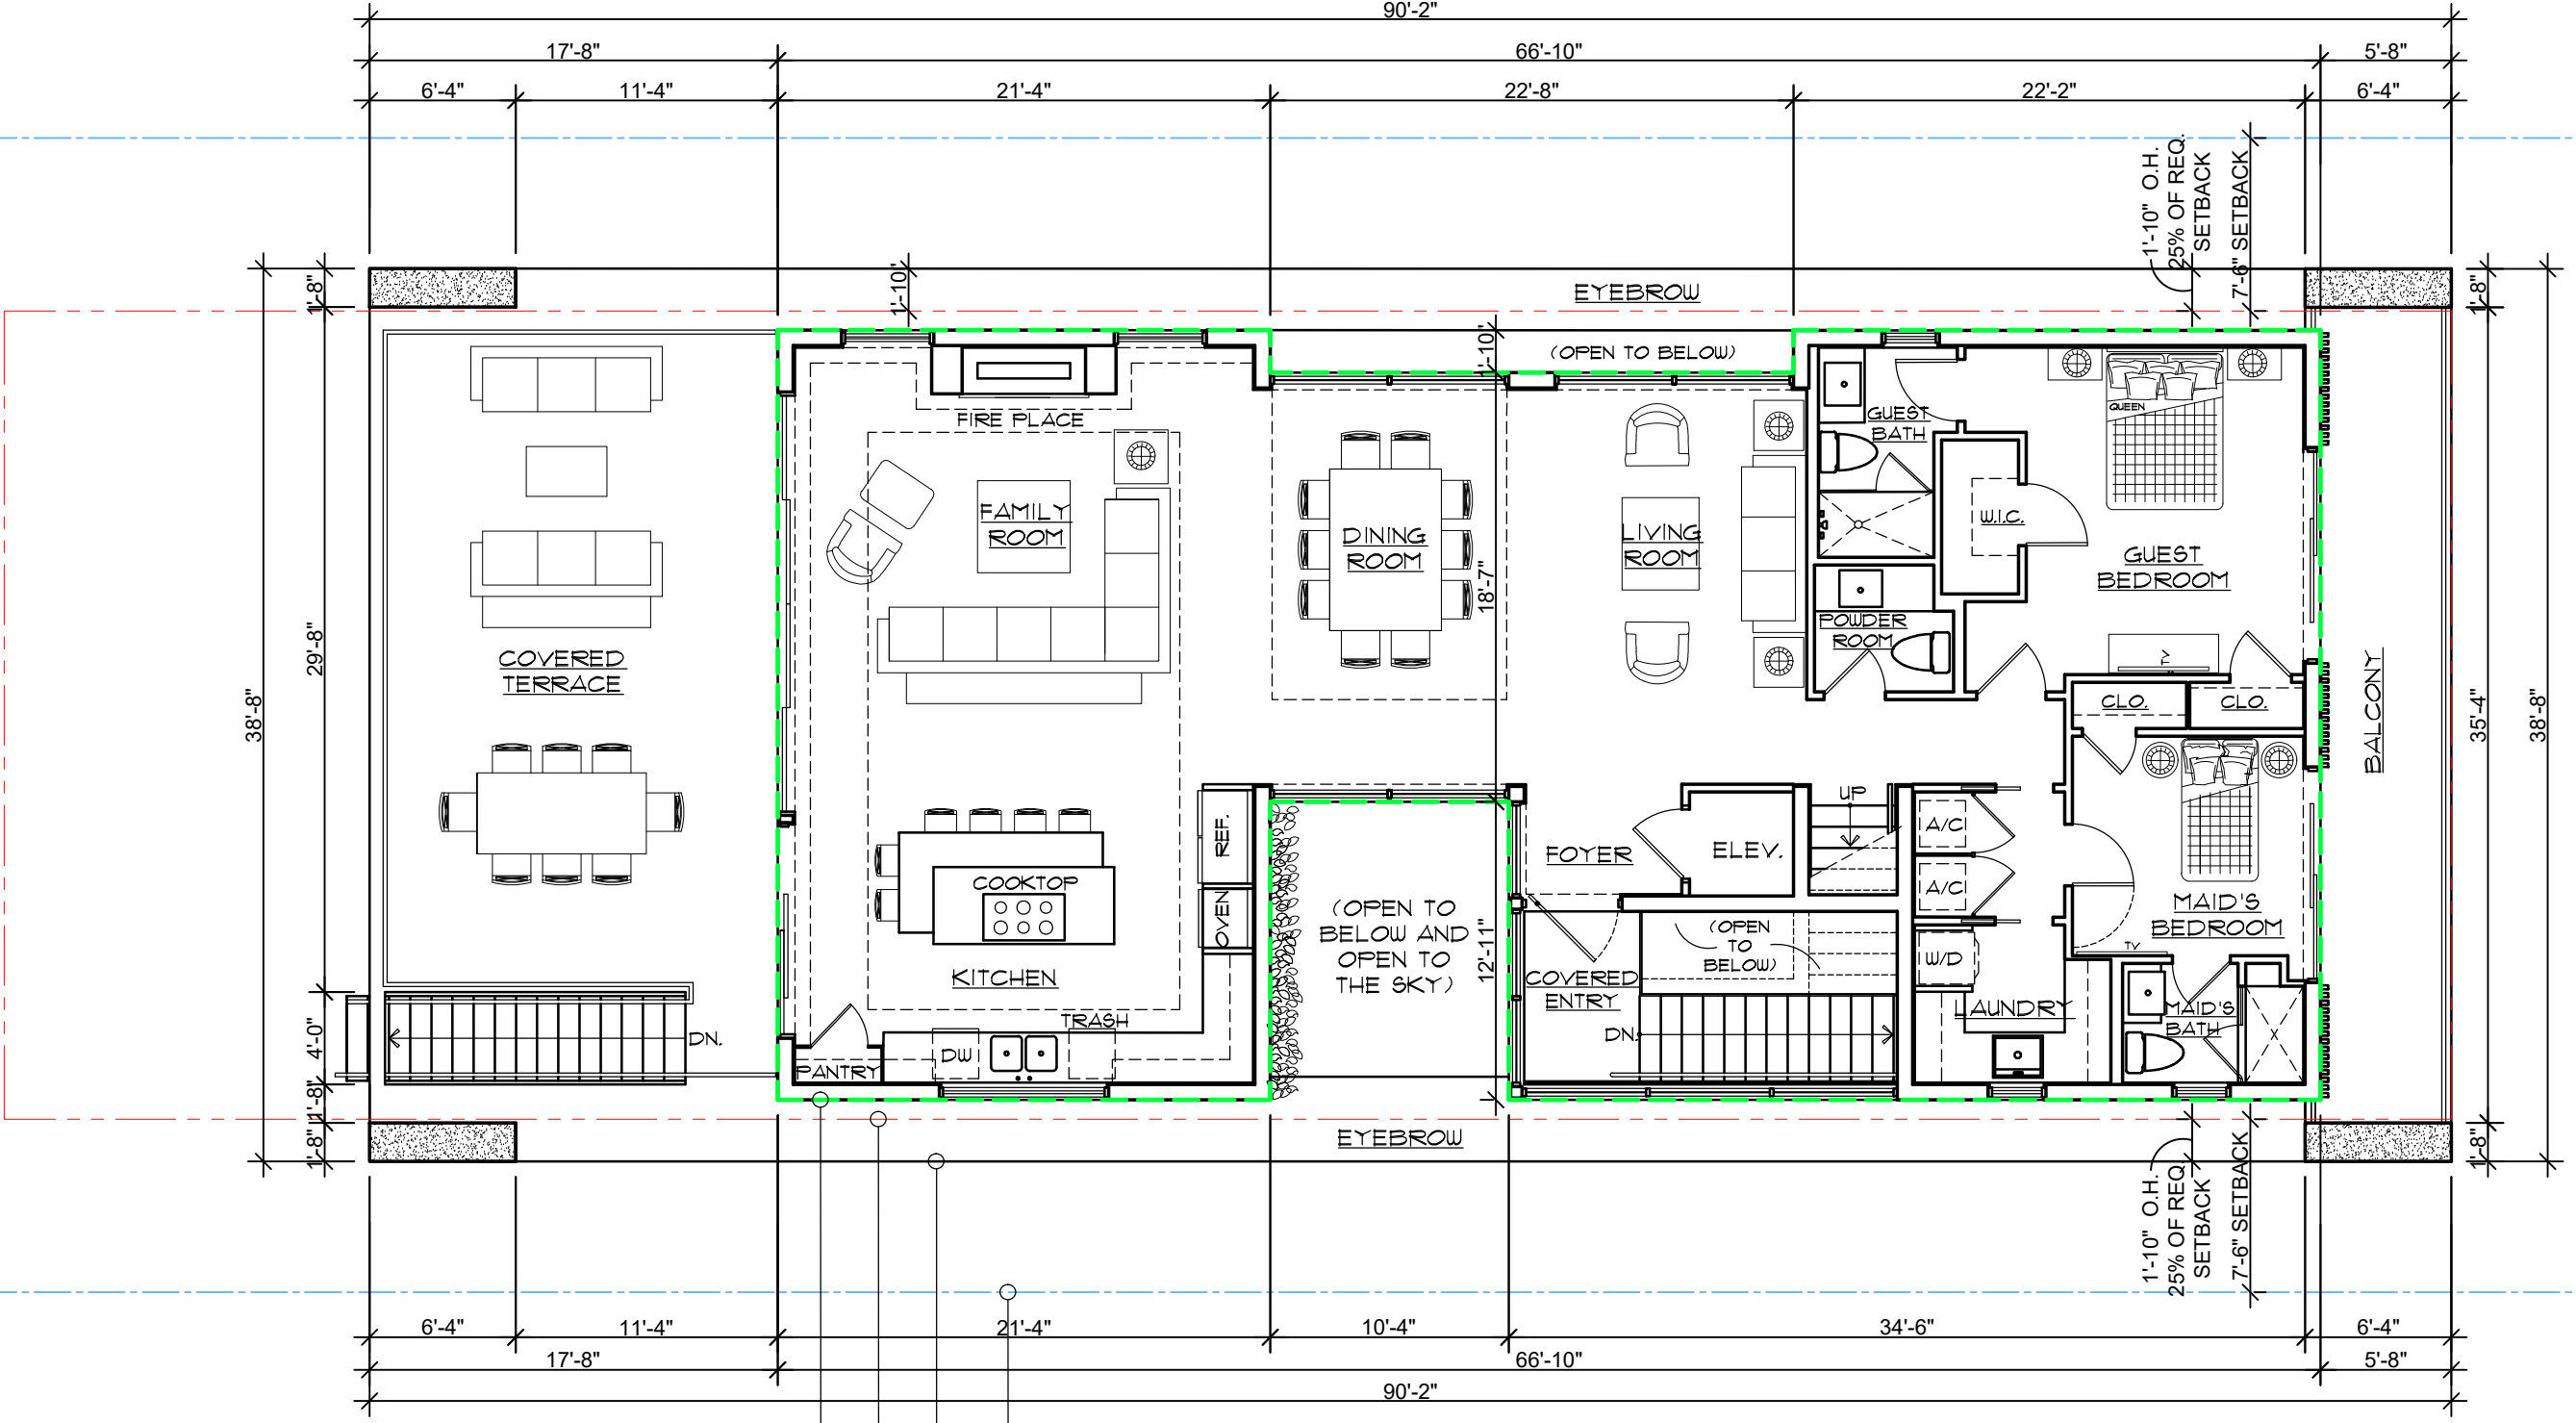 90'-2"
17'-8"
66'-10"
5'-8"
6'-4"
11'-4"
21'-4"
22'-8"
22'-2"
6'-4"
1'-10" O.H.
25% OF REQ.
SETBACK
7'-6" SETBACK
1'-8"
1'-10"
EYEBROW
1'-8"
1'-10"
(OPEN TO BELOW)
FIRE PLACE
GUEST
BATH
QUEEN
FAMILY
ROOM
DINING
ROOM
LIVING
ROOM
W.I.C.
GUEST
BEDROOM
18'-7"
POWDER
ROOM
TV
COVERED
TERRACE
29'-8"
38'-8"
CLO.
CLO.
BALCONY
35'-4"
38'-8"
UP
REF.
FOYER
ELEV.
A/C
A/C
COOKTOP
OVEN
(OPEN TO
BELOW AND
OPEN TO
THE SKY)
12'-11"
(OPEN
TO
BELOW)
MAID'S
BEDROOM
TV
W/D
KITCHEN
COVERED
ENTRY
LAUNDRY
MAID'S
BATH
TRASH
DN.
DN.
4'-0"
DW
PANTRY
1'-8"
1'-8"
EYEBROW
1'-8"
1'-10" O.H.
25% OF REQ.
SETBACK
7'-6" SETBACK
6'-4"
11'-4"
21'-4"
10'-4"
34'-6"
6'-4"
17'-8"
66'-10"
5'-8"
90'-2"